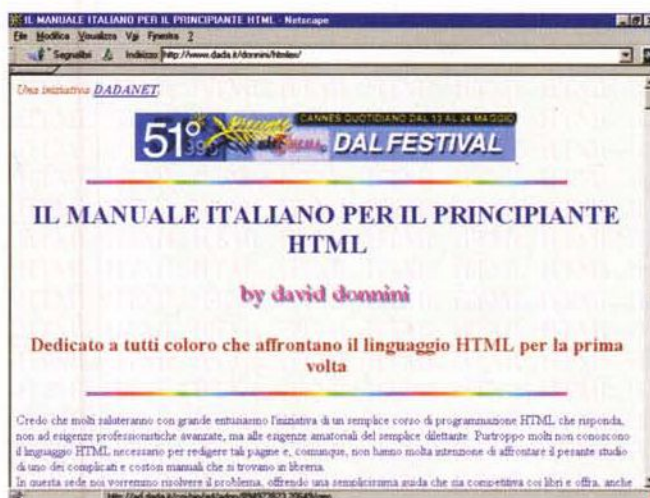 IL MANUALE ITALIANO PER IL PRINCIPIANTE HTML - Netscape
File Modifica Visualizza Vai Finestra ?
Segnalibri Indirizzo http://www.dada.it/donnini/htmles/
Una iniziativa DADANET.
CANNES QUOTIDIANO DAL 13 AL 24 MAGGIO
51° DAL FESTIVAL
IL MANUALE ITALIANO PER IL PRINCIPIANTE
HTML
by david donnini
Dedicato a tutti coloro che affrontano il linguaggio HTML per la prima
volta
Credo che molti saluteranno con grande entusiasmo l'iniziativa di un semplice corso di programmazione HTML che risponda,
non ad esigenze professionistiche avanzate, ma alle esigenze amatoriali del semplice dilettante. Purtroppo molti non conoscono
il linguaggio HTML necessario per redigere tali pagine e, comunque, non hanno molta intenzione di affrontare il pesante studio
di uno dei complicati e costosi manuali che si trovano in libreria.
In questa sede noi vorremmo risolvere il problema, offrendo una semplicissima guida che sia competitiva coi libri e offra, anche